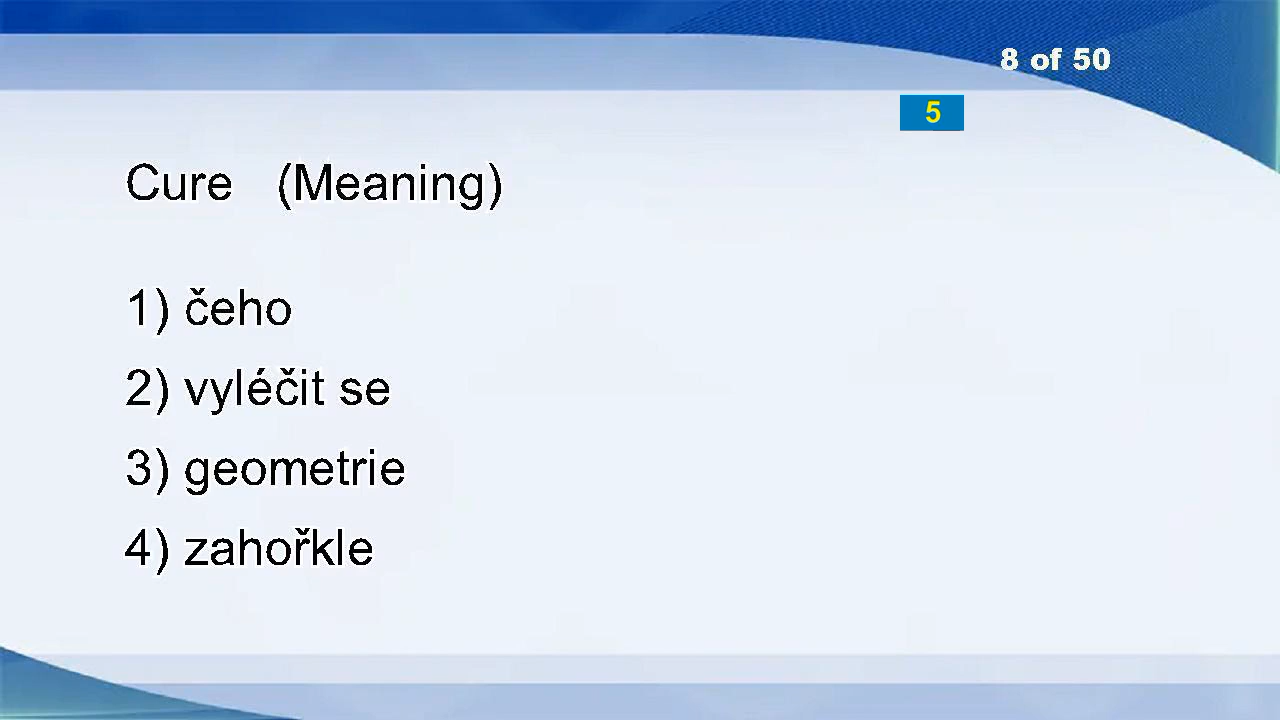 8 of 50
5
Cure (Meaning)
1) čeho
2) vyléčit se
3) geometrie
4) zahořkle